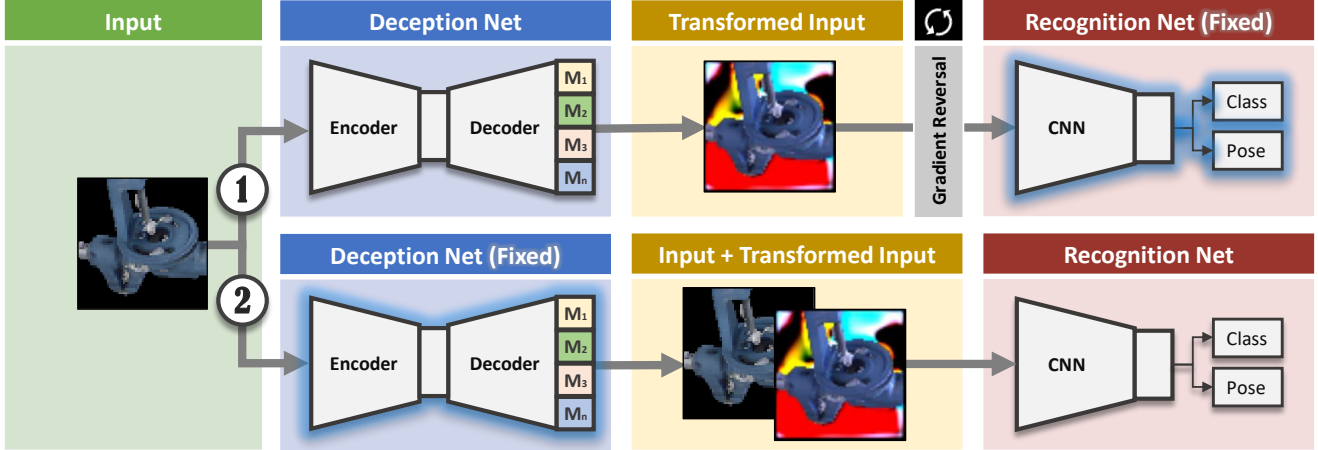 Input
Deception Net
Transformed Input
Recognition Net (Fixed)
Encoder
Decoder
M1
M2
M3
Mn
Gradient Reversal
CNN
Class
Pose
1
2
Deception Net (Fixed)
Input + Transformed Input
Recognition Net
Encoder
Decoder
M1
M2
M3
Mn
CNN
Class
Pose